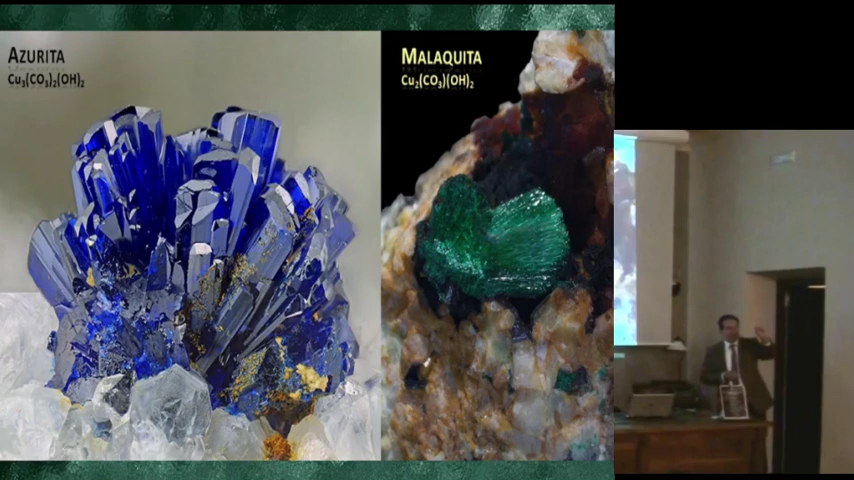 AZURITA
Cu₃(CO₃)₂(OH)₂
MALAQUITA
Cu₂(CO₃)(OH)₂